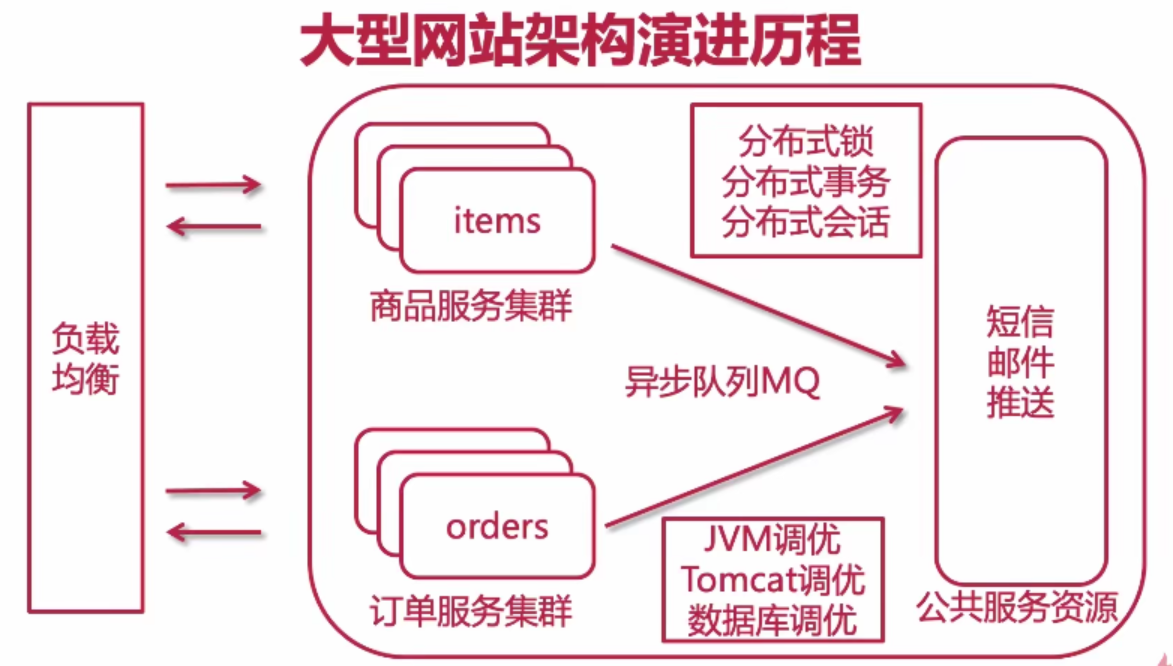 大型网站架构演进历程
负载
均衡
items
商品服务集群
分布式锁
分布式事务
分布式会话
异步队列MQ
短信
邮件
推送
orders
订单服务集群
JVM调优
Tomcat调优
数据库调优
公共服务资源